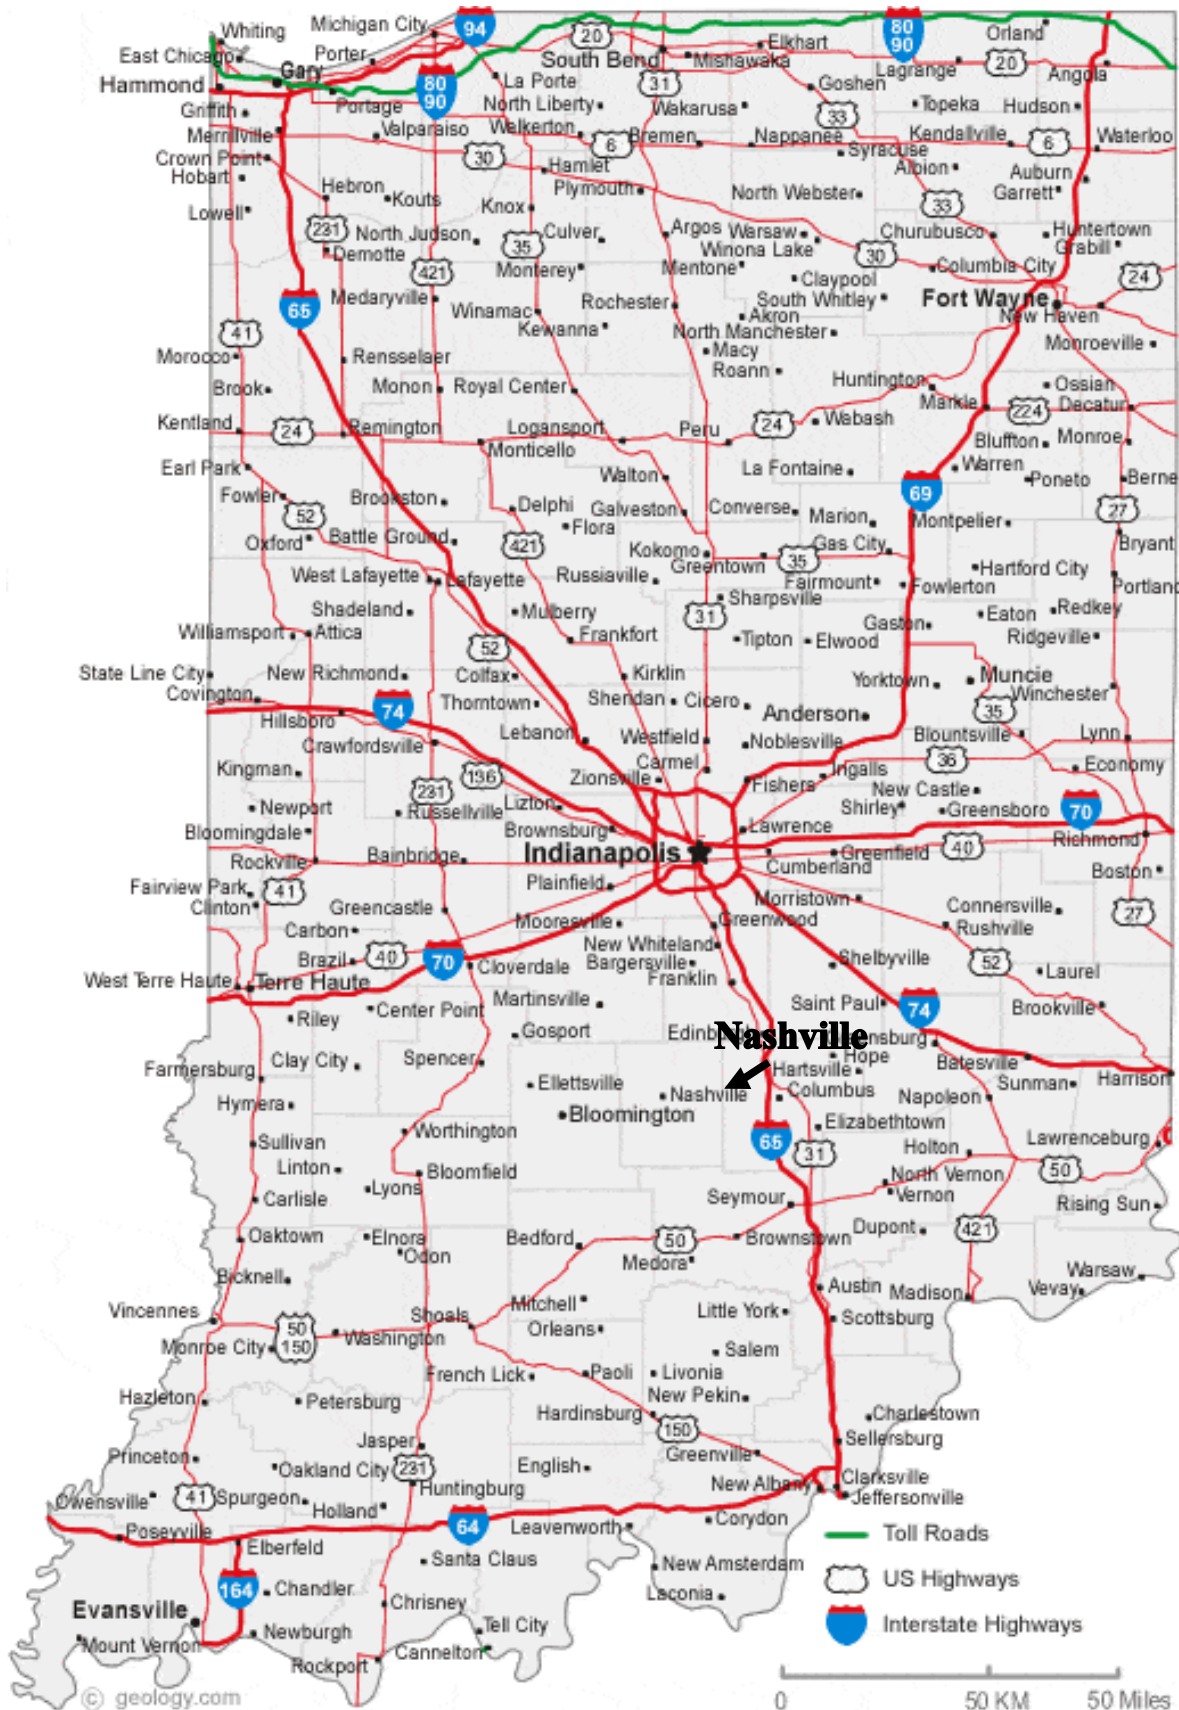 Whiting
Michigan City
94
20
80
90
Orland
East Chicago
Porter
South Bend
Elkhart
Mishawaka
Lagrange
20
Angola
Hammond
Gary
80
90
La Porte
31
Goshen
Griffith
Portage
North Liberty
Wakarusa
33
Topeka
Hudson
Merrillville
Valparaiso
Walkerton
6
Bremen
Nappanee
Kendallville
6
Waterloo
Crown Point
30
Hamlet
Syracuse
Albion
Auburn
Hobart
Hebron
Kouts
Plymouth
North Webster
Garrett
Lowell
Knox
33
231
North Judson
35
Culver
Argos
Warsaw
Churubusco
Huntertown
Demotte
Winona Lake
30
Grabill
421
Monterey
Mentone
Columbia City
24
65
Medaryville
Winamac
Rochester
Claypool
South Whitley
Fort Wayne
41
Kewanna
Akron
New Haven
North Manchester
Morocco
Rensselaer
Macy
Monroeville
Roann
Brook
Monon
Royal Center
Huntington
Ossian
Markle
224
Decatur
Kentland
24
Remington
Logansport
Peru
24
Wabash
Monticello
Bluffton
Monroe
Earl Park
Walton
La Fontaine
Warren
Poneto
Berne
Fowler
Brookston
Delphi
Galveston
Converse
69
52
Flora
Marion
Montpelier
27
Oxford
Battle Ground
421
Kokomo
Greentown
35
Gas City
Bryant
West Lafayette
Lafayette
Russiaville
Fairmount
Fowlerton
Hartford City
Portland
Shadeland
Mulberry
Sharpsville
31
Eaton
Redkey
Williamsport
Attica
Frankfort
Tipton
Elwood
Gaston
Ridgeville
52
State Line City
New Richmond
Colfax
Kirklin
Yorktown
Muncie
Covington
Thorntown
Sheridan
Cicero
Winchester
74
Anderson
35
Hillsboro
Lebanon
Westfield
Noblesville
Blountsville
Lynn
Crawfordsville
Carmel
36
Kingman
136
Zionsville
Fishers
Ingalls
Economy
231
New Castle
Newport
Russellville
Lizton
Shirley
Greensboro
70
Bloomingdale
Brownsburg
Lawrence
Richmond
Rockville
Bainbridge
Indianapolis
Greenfield
40
Cumberland
Boston
Fairview Park
41
Plainfield
Morristown
Clinton
Greencastle
Connersville
27
Carbon
Mooresville
Greenwood
Rushville
Brazil
40
70
Cloverdale
New Whiteland
Bargersville
Shelbyville
52
Laurel
West Terre Haute
Terre Haute
Franklin
Center Point
Martinsville
Saint Paul
74
Brookville
Riley
Gosport
Nashville
Clay City
Spencer
Hope
Batesville
Farmersburg
Ellettsville
Hartsville
Sunman
Harrison
Hymera
Nashville
Columbus
Napoleon
Bloomington
Elizabethtown
Sullivan
Worthington
65
31
Holton
Lawrenceburg
Linton
Bloomfield
50
Carlisle
Lyons
Seymour
North Vernon
Vernon
Rising Sun
Oaktown
Elnora
Bedford
50
Brownstown
Dupont
421
Odon
Medora
Bicknell
Austin
Madison
Vevay
Warsaw
Vincennes
Shoals
Mitchell
Little York
Scottsburg
50
150
Washington
Orleans
Monroe City
Salem
French Lick
Paoli
Livonia
Hazleton
Petersburg
New Pekin
Hardinsburg
Charlestown
150
Jasper
Sellersburg
Princeton
Oakland City
231
English
Greenville
Huntingburg
New Albany
Clarksville
Owensville
41
Spurgeon
Holland
Jeffersonville
64
Leavenworth
Corydon
Poseyville
Elberfeld
Toll Roads
Santa Claus
New Amsterdam
164
Chandler
US Highways
Laconia
Evansville
Chrisney
Interstate Highways
Newburgh
Tell City
Mount Vernon
Cannelton
Rockport
© geology.com
0 50 KM 50 Miles